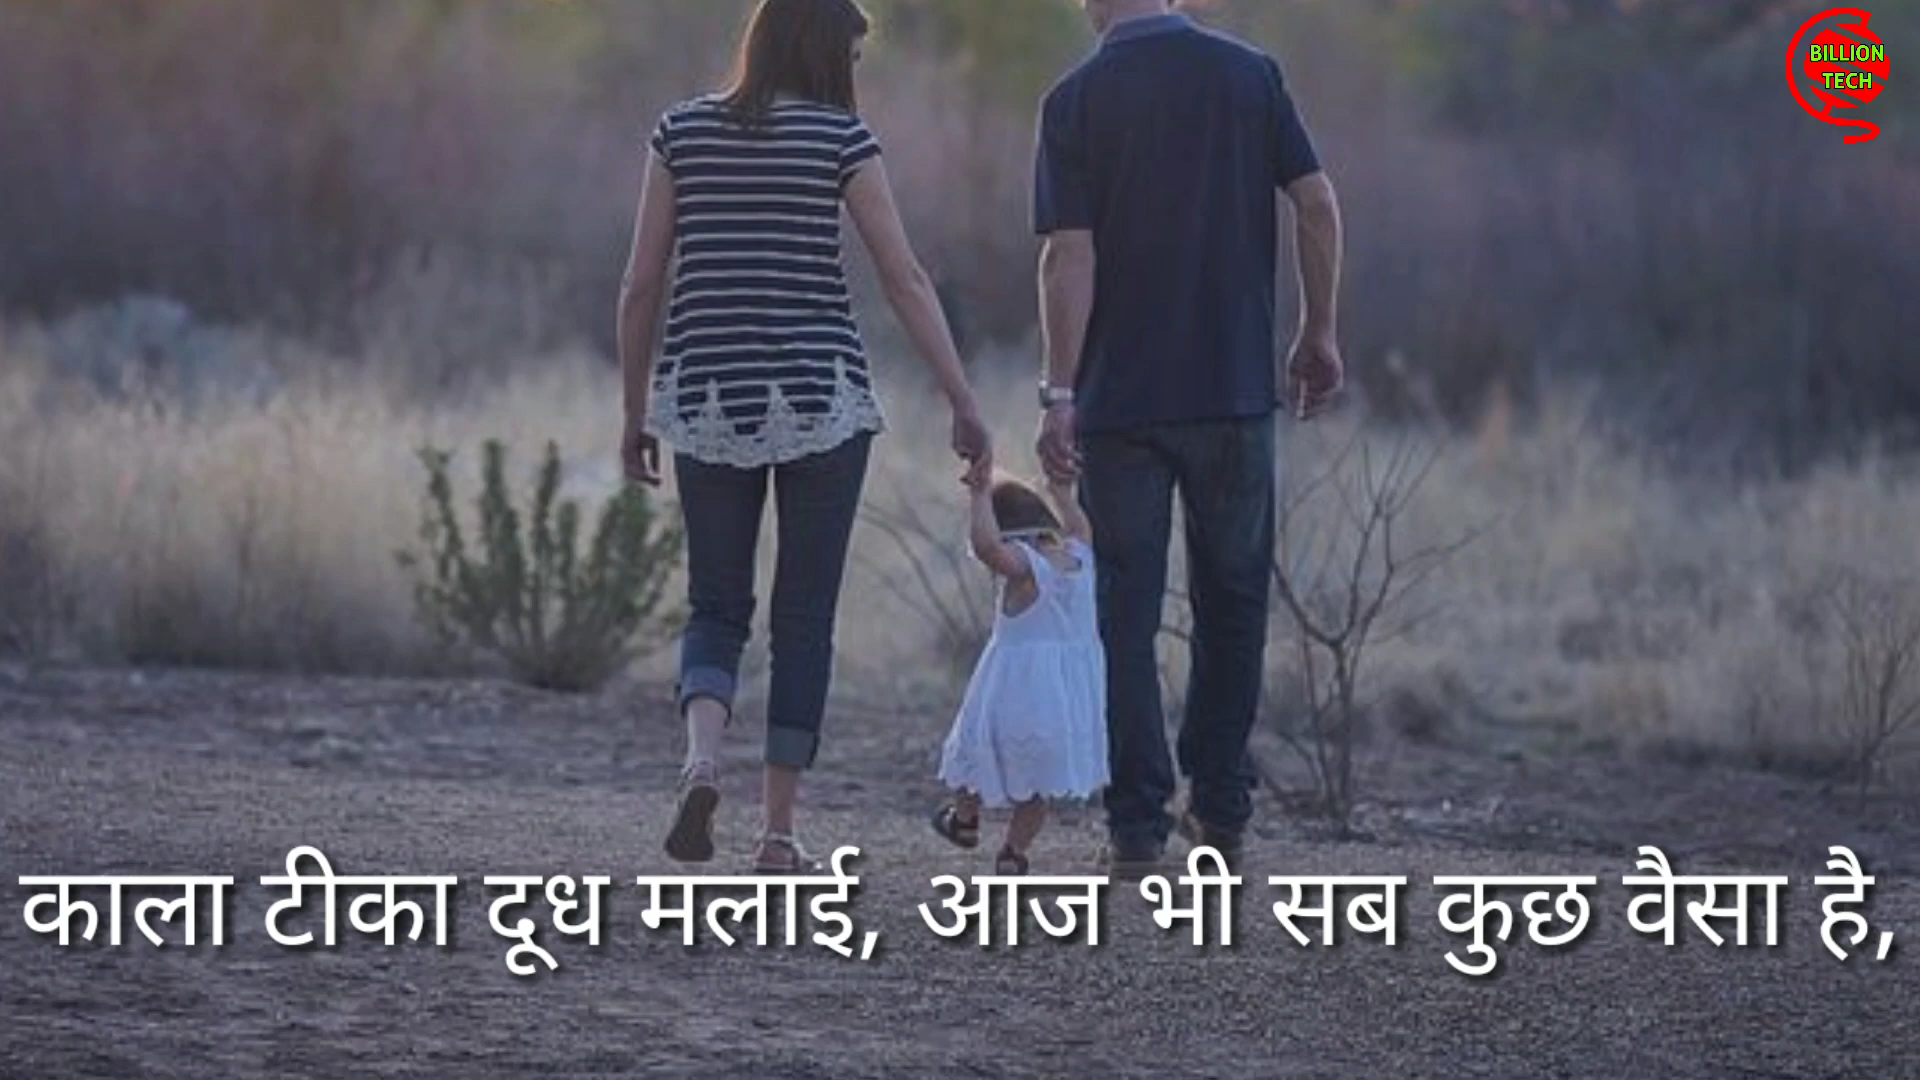 BILLION
TECH
काला टीका दूध मलाई, आज भी सब कुछ वैसा है,